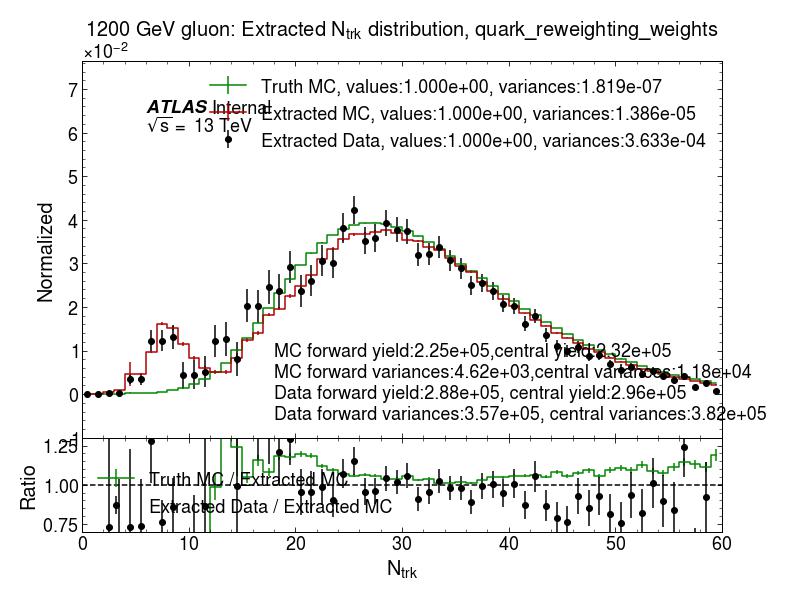 1200 GeV gluon: Extracted Ntrk distribution, quark_reweighting_weights
×10−2
Truth MC, values:1.000e+00, variances:1.819e-07
ATLAS Internal
Extracted MC, values:1.000e+00, variances:1.386e-05
√s = 13 TeV
Extracted Data, values:1.000e+00, variances:3.633e-04
7
6
5
4
3
2
1
0
Normalized
MC forward yield:2.25e+05,central yield:2.32e+05
MC forward variances:4.62e+03,central variances:1.18e+04
Data forward yield:2.88e+05, central yield:2.96e+05
Data forward variances:3.57e+05, central variances:3.82e+05
1.25
1.00
0.75
Ratio
Truth MC / Extracted MC
Extracted Data / Extracted MC
0 10 20 30 40 50 60
Ntrk